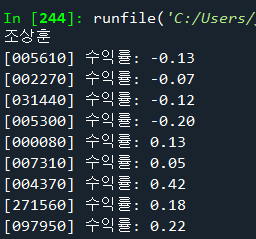 In [244]: runfile('C:/Users/
조상훈
[005610] 수익률: -0.13
[002270] 수익률: -0.07
[031440] 수익률: -0.12
[005300] 수익률: -0.20
[000080] 수익률: 0.13
[007310] 수익률: 0.05
[004370] 수익률: 0.42
[271560] 수익률: 0.18
[097950] 수익률: 0.22